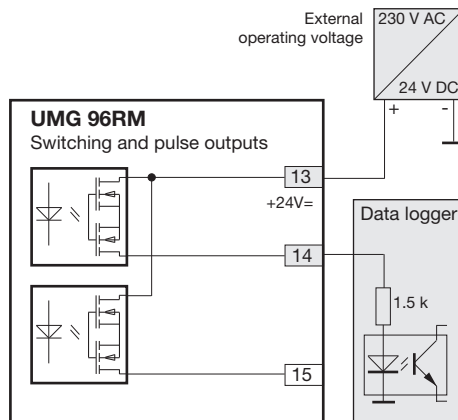 External
operating voltage
230 V AC
24 V DC
+ -
UMG 96RM
Switching and pulse outputs
13
+24V=
Data logger
14
1.5 k
15